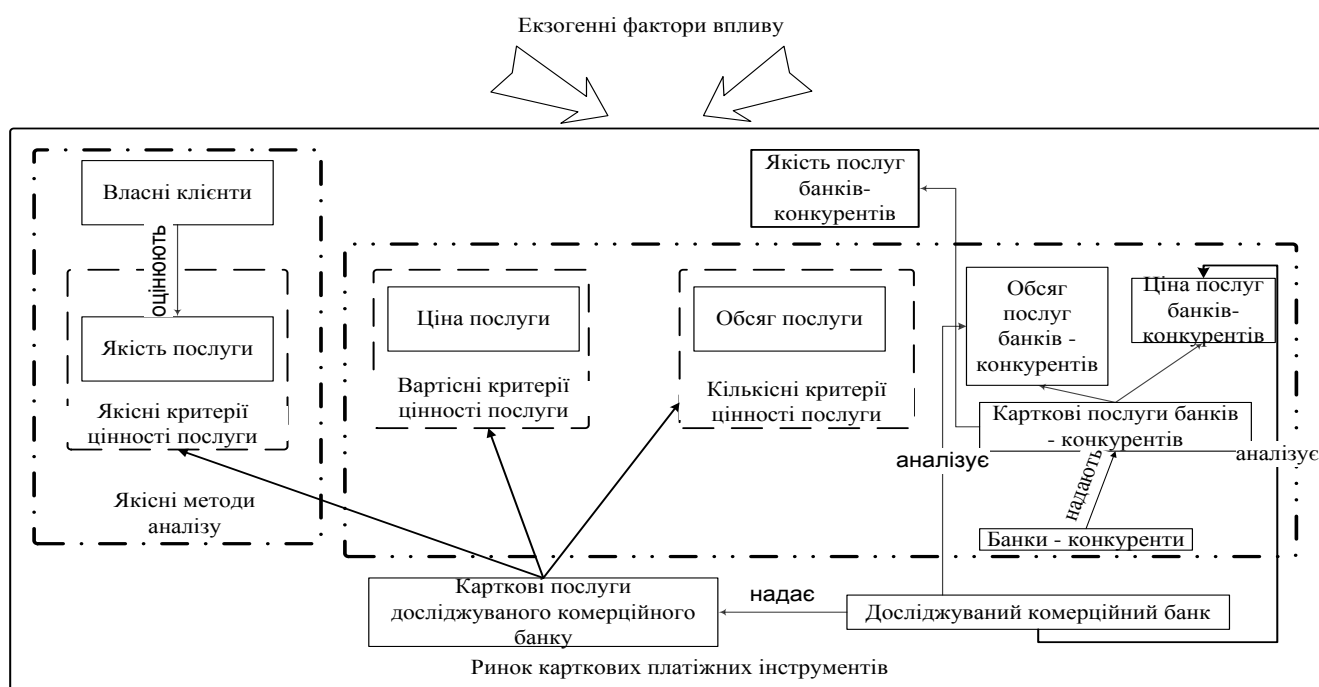 Екзогенні фактори впливу
Власні клієнти
оцінюють
Якість послуги
Якісні критерії
цінності послуги
Якісні методи
аналізу
Ціна послуги
Вартісні критерії
цінності послуги
Обсяг послуги
Кількісні критерії
цінності послуги
Якість послуг
банків-
конкурентів
Обсяг
послуг
банків -
конкурентів
Ціна послуг
банків-
конкурентів
Карткові послуги банків
- конкурентів
аналізує
аналізує
надають
Банки - конкуренти
Карткові послуги
досліджуваного комерційного
банку
надає
Досліджуваний комерційний банк
Ринок карткових платіжних інструментів